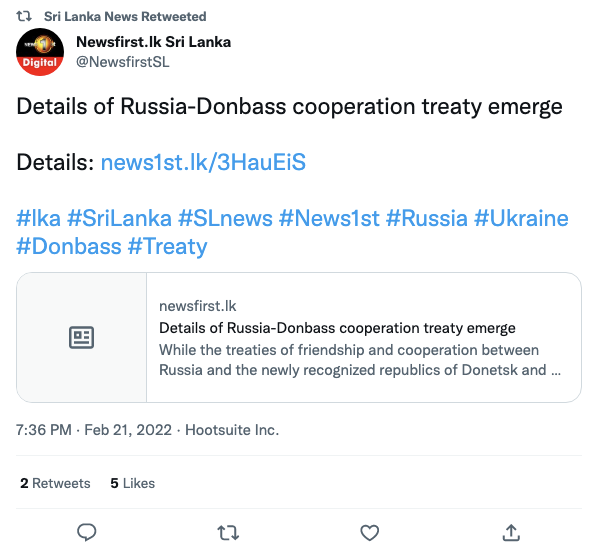 Sri Lanka News Retweeted
Newsfirst.lk Sri Lanka
Digital
@NewsfirstSL
Details of Russia-Donbass cooperation treaty emerge
Details: news1st.lk/3HauEiS
#lka #SriLanka #SLnews #News1st #Russia #Ukraine
#Donbass #Treaty
newsfirst.lk
Details of Russia-Donbass cooperation treaty emerge
While the treaties of friendship and cooperation between
Russia and the newly recognized republics of Donetsk and ...
7:36 PM · Feb 21, 2022 · Hootsuite Inc.
2 Retweets 5 Likes